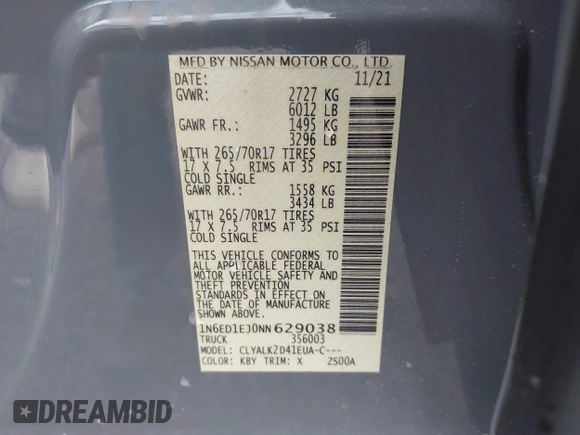 MFD BY NISSAN MOTOR CO., LTD.
DATE: 11/21
GVWR: 2727 KG
6012 LB
GAWR FR.: 1495 KG
3296 LB
WITH 265/70R17 TIRES
17 X 7.5 RIMS AT 35 PSI
COLD SINGLE
GAWR RR.: 1558 KG
3434 LB
WITH 265/70R17 TIRES
17 X 7.5 RIMS AT 35 PSI
COLD SINGLE
THIS VEHICLE CONFORMS TO
ALL APPLICABLE FEDERAL
MOTOR VEHICLE SAFETY AND
THEFT PREVENTION
STANDARDS IN EFFECT ON
THE DATE OF MANUFACTURE
SHOWN ABOVE.
1N6ED1EJ0NN629038
TRUCK 356003
MODEL: CLYALK2D41EUA-C---
COLOR: KBY TRIM: X ZS00A
DREAMBID